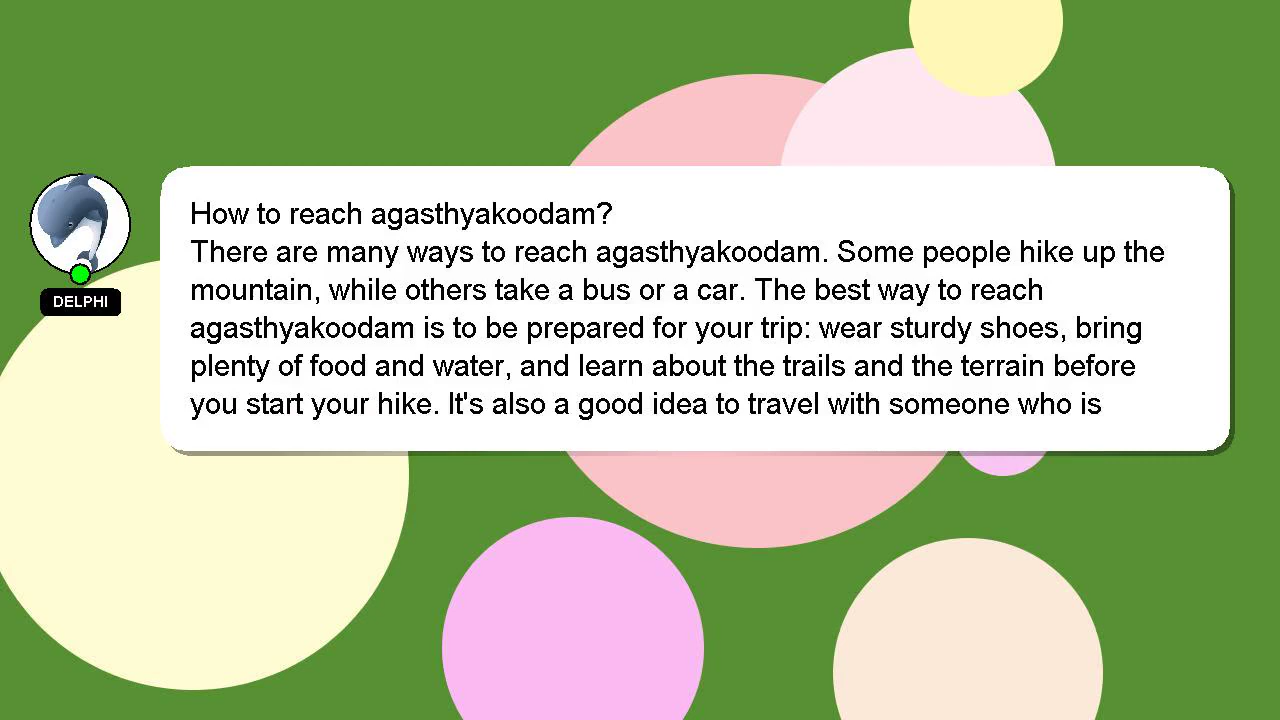 How to reach agasthyakoodam?
There are many ways to reach agasthyakoodam. Some people hike up the
mountain, while others take a bus or a car. The best way to reach
agasthyakoodam is to be prepared for your trip: wear sturdy shoes, bring
plenty of food and water, and learn about the trails and the terrain before
you start your hike. It's also a good idea to travel with someone who is
DELPHI